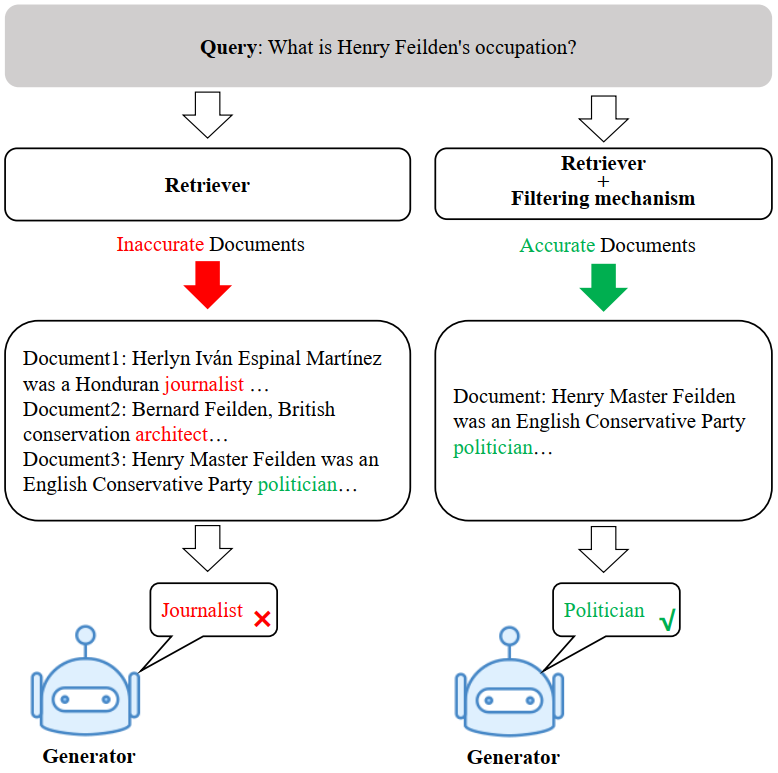 Query: What is Henry Feilden's occupation?
Retriever
Inaccurate Documents
Document1: Herlyn Iván Espinal Martínez
was a Honduran journalist …
Document2: Bernard Feilden, British
conservation architect…
Document3: Henry Master Feilden was an
English Conservative Party politician…
Journalist ×
Generator
Retriever
+
Filtering mechanism
Accurate Documents
Document: Henry Master Feilden
was an English Conservative Party
politician…
Politician √
Generator